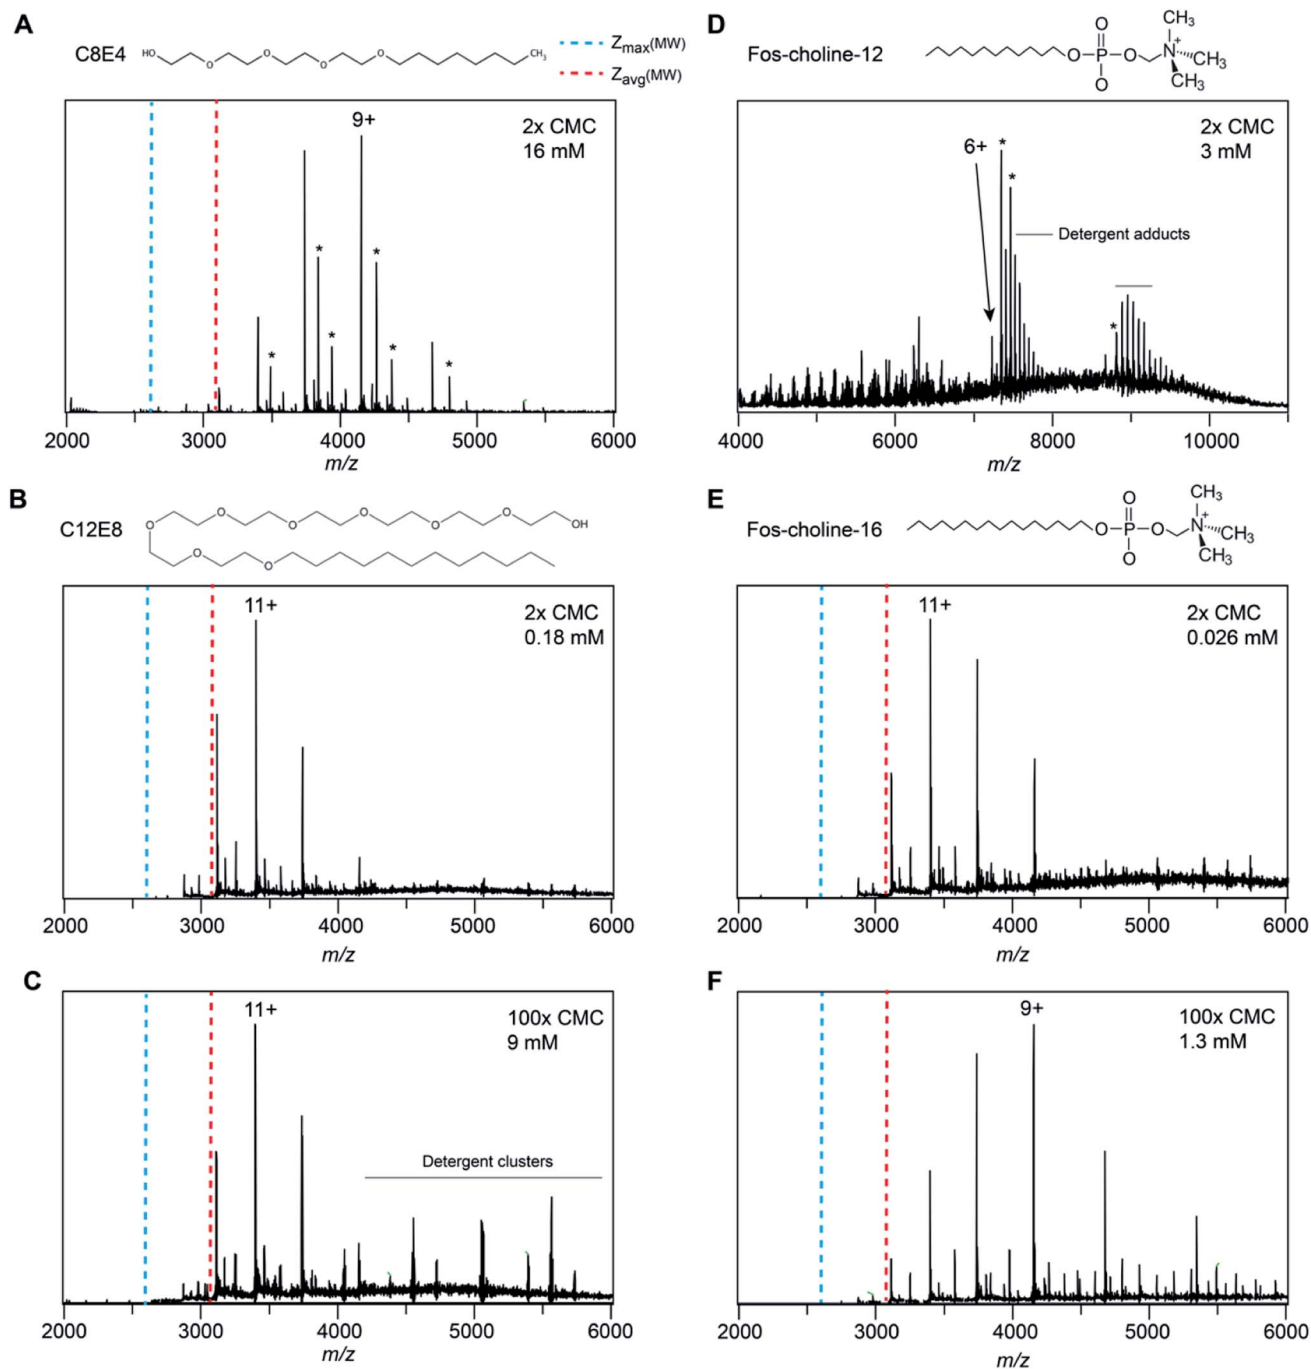 A
C8E4
HO
O
O
O
O
CH3
Zmax(MW)
Zavg(MW)
9+
2x CMC
16 mM
*
*
*
*
*
*
2000
3000
4000
5000
6000
m/z
B
C12E8
O
O
O
O
O
O
OH
O
O
11+
2x CMC
0.18 mM
2000
3000
4000
5000
6000
m/z
C
11+
100x CMC
9 mM
Detergent clusters
2000
3000
4000
5000
6000
m/z
D
Fos-choline-12
O
O
P
O
O
N+
CH3
CH3
CH3
2x CMC
3 mM
6+
*
*
Detergent adducts
*
4000
6000
8000
10000
m/z
E
Fos-choline-16
O
O
P
O
O
N+
CH3
CH3
CH3
11+
2x CMC
0.026 mM
2000
3000
4000
5000
6000
m/z
F
9+
100x CMC
1.3 mM
2000
3000
4000
5000
6000
m/z